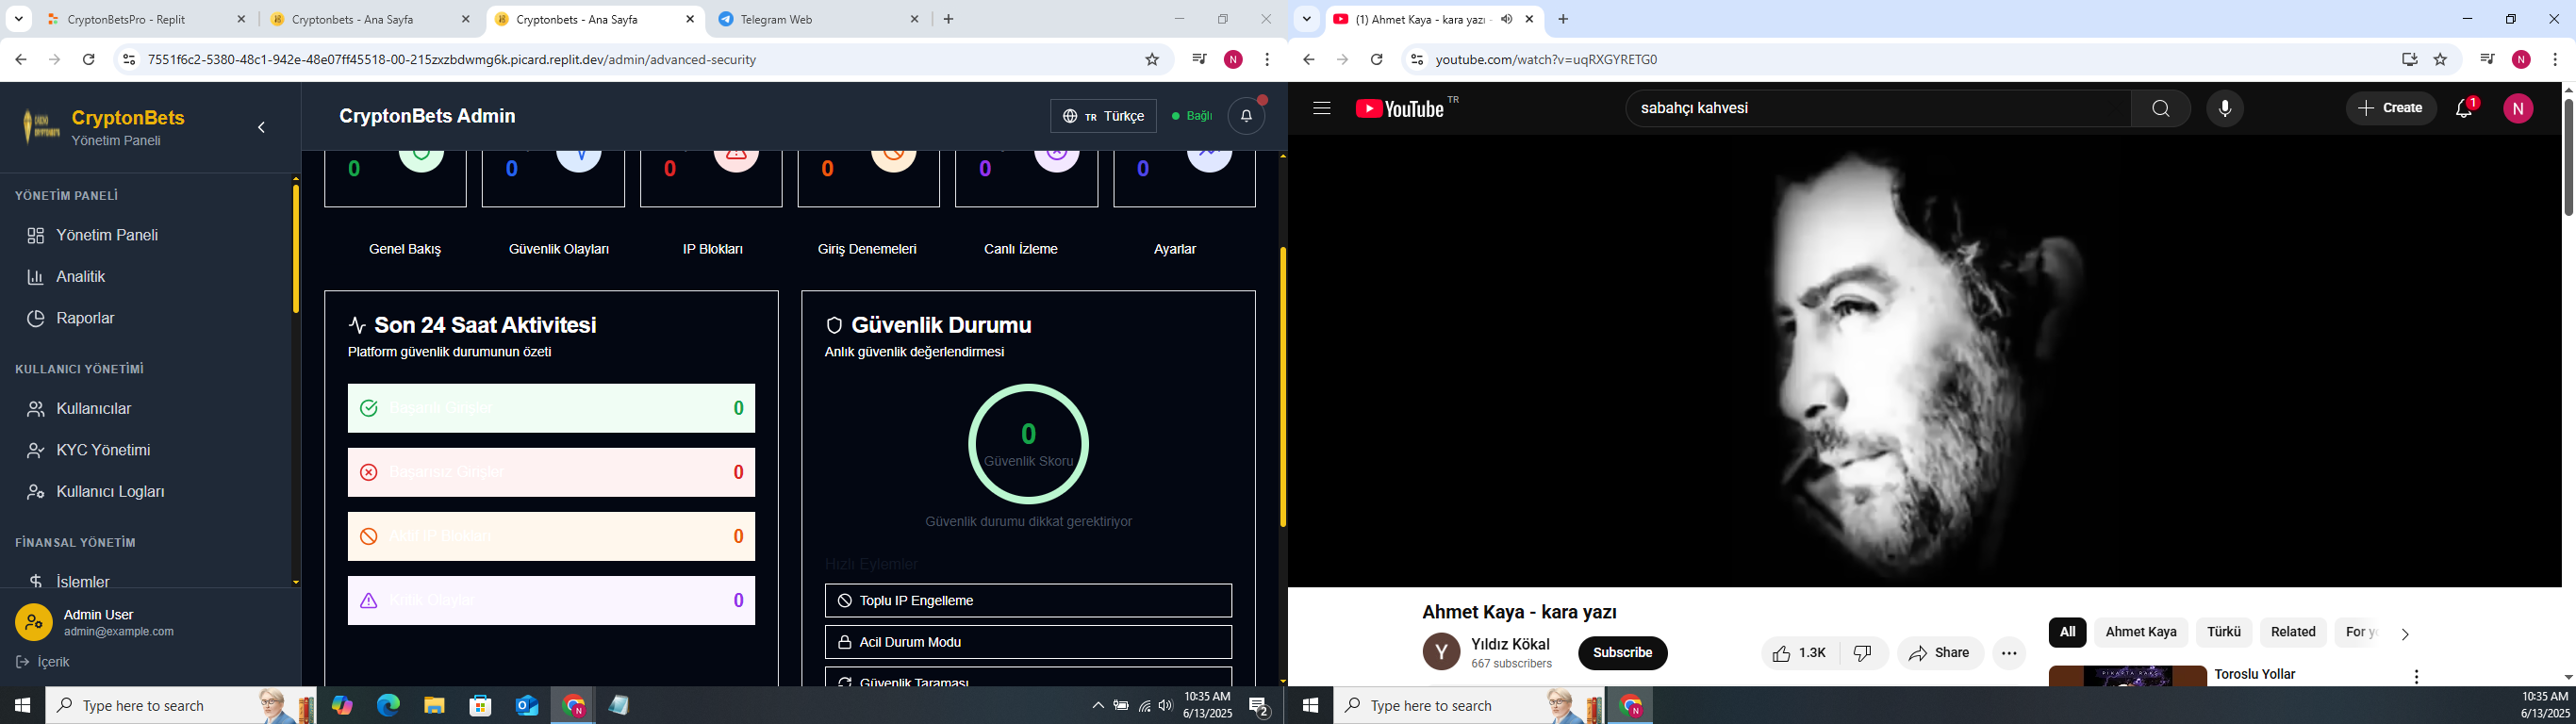 CryptonBetsPro - Replit
Cryptonbets - Ana Sayfa
Cryptonbets - Ana Sayfa
Telegram Web
7551f6c2-5380-48c1-942e-48e07ff45518-00-215zxzbdwmg6k.picard.replit.dev/admin/advanced-security
N
CryptonBets
Yönetim Paneli
CryptonBets Admin
TR Türkçe
Bağlı
YÖNETİM PANELİ
Yönetim Paneli
Analitik
Raporlar
KULLANICI YÖNETİMİ
Kullanıcılar
KYC Yönetimi
Kullanıcı Logları
FİNANSAL YÖNETİM
İşlemler
Admin User
admin@example.com
İçerik
0
0
0
0
0
0
Genel Bakış
Güvenlik Olayları
IP Blokları
Giriş Denemeleri
Canlı İzleme
Ayarlar
Son 24 Saat Aktivitesi
Platform güvenlik durumunun özeti
Başarılı Girişler 0
Başarısız Girişler 0
Aktif IP Blokları 0
Kritik Olaylar 0
Güvenlik Durumu
Anlık güvenlik değerlendirmesi
0
Güvenlik Skoru
Güvenlik durumu dikkat gerektiriyor
Hızlı Eylemler
Toplu IP Engelleme
Acil Durum Modu
Güvenlik Taraması
Type here to search
10:35 AM
6/13/2025
2
(1) Ahmet Kaya - kara yazı -
youtube.com/watch?v=uqRXGYRETG0
N
YouTube TR
sabahçı kahvesi
Create
1
N
Ahmet Kaya - kara yazı
Y
Yıldız Kökal
667 subscribers
Subscribe
1.3K
Share
All
Ahmet Kaya
Türkü
Related
For
Toroslu Yollar
Type here to search
10:35 AM
6/13/2025